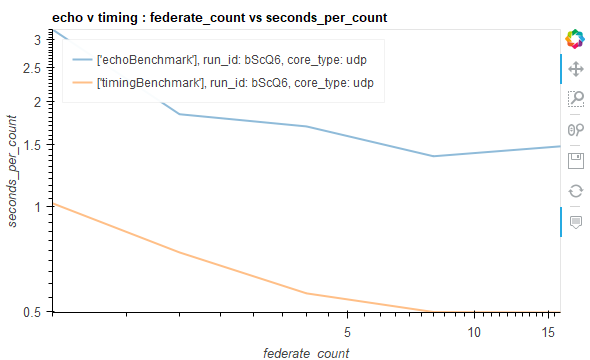 echo v timing : federate_count vs seconds_per_count
['echoBenchmark'], run_id: bScQ6, core_type: udp
['timingBenchmark'], run_id: bScQ6, core_type: udp
3
2.5
2
1.5
1
0.5
seconds_per_count
5
10
15
federate_count